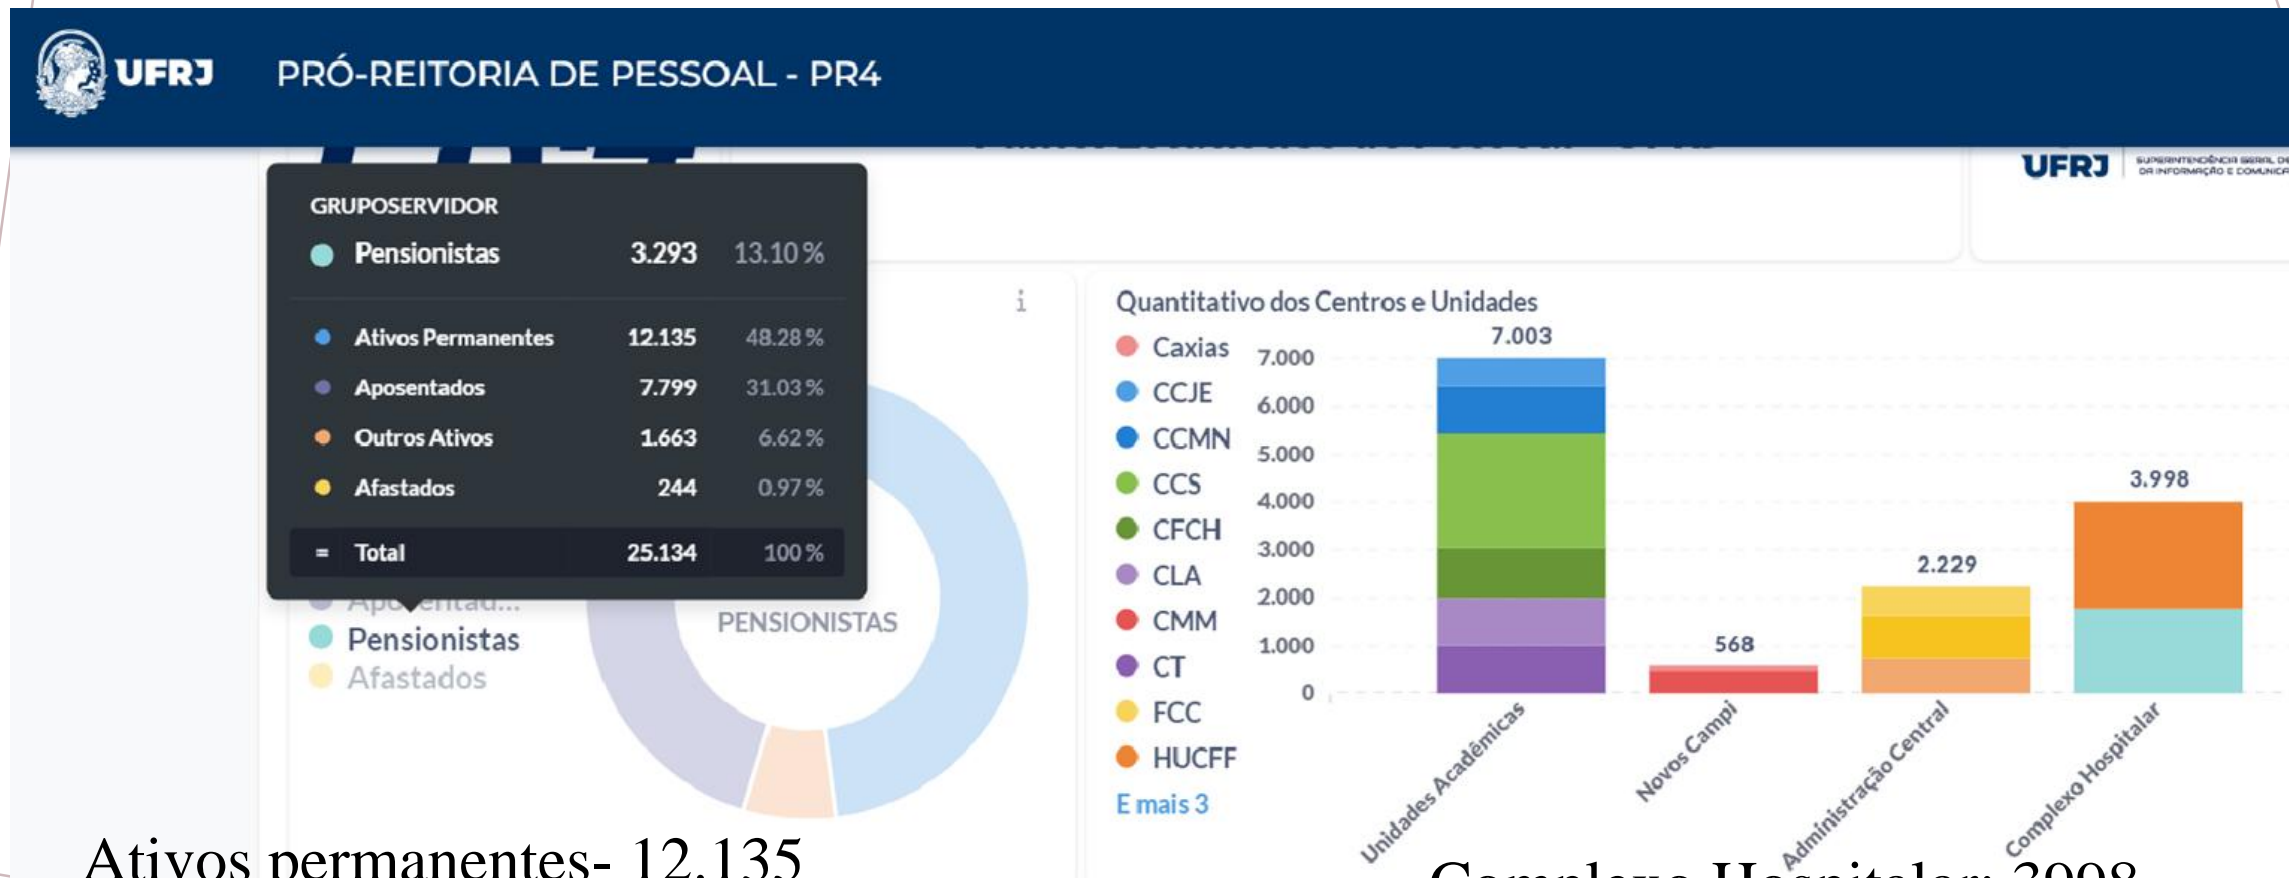 UFRJ PRÓ-REITORIA DE PESSOAL - PR4
UFRJ
GRUPOSERVIDOR
Pensionistas 3.293 13.10 %
Ativos Permanentes 12.135 48.28 %
Aposentados 7.799 31.03 %
Outros Ativos 1.663 6.62 %
Afastados 244 0.97 %
= Total 25.134 100 %
Pensionistas
Afastados
PENSIONISTAS
i
Quantitativo dos Centros e Unidades
Caxias
CCJE
CCMN
CCS
CFCH
CLA
CMM
CT
FCC
HUCFF
E mais 3
7.000
6.000
5.000
4.000
3.000
2.000
1.000
0
7.003
568
2.229
3.998
Unidades Acadêmicas
Novos Campi
Administração Central
Complexo Hospitalar
Ativos permanentes- 12.135
Complexo Hospitalar: 3998